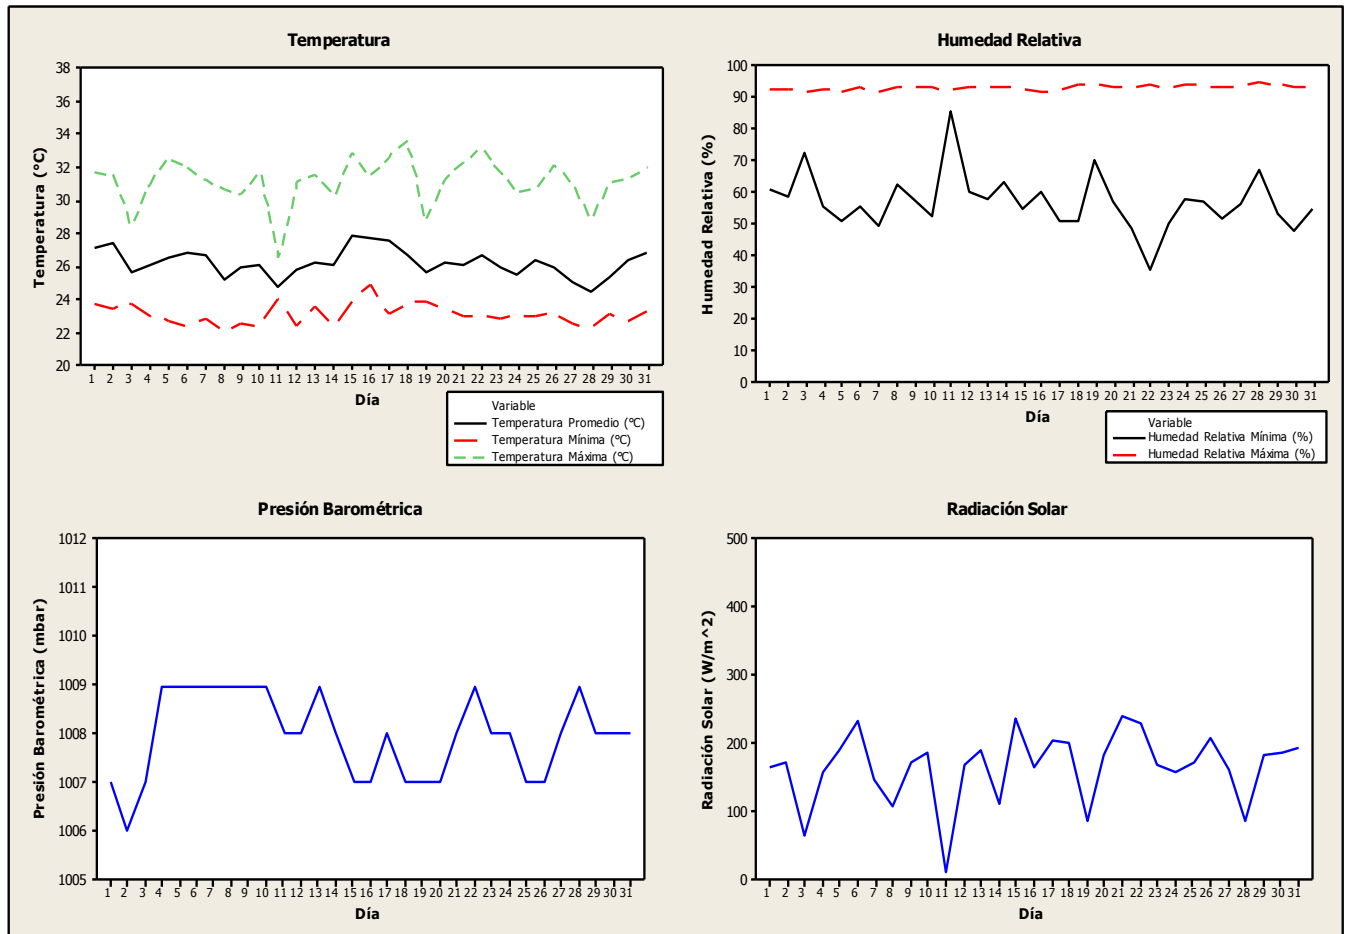 Temperatura
38
36
34
32
30
28
26
24
22
20
Temperatura (°C)
1 2 3 4 5 6 7 8 9 10 11 12 13 14 15 16 17 18 19 20 21 22 23 24 25 26 27 28 29 30 31
Día
Variable
Temperatura Promedio (°C)
Temperatura Mínima (°C)
Temperatura Máxima (°C)
Humedad Relativa
100
90
80
70
60
50
40
30
20
10
0
Humedad Relativa (%)
1 2 3 4 5 6 7 8 9 10 11 12 13 14 15 16 17 18 19 20 21 22 23 24 25 26 27 28 29 30 31
Día
Variable
Humedad Relativa Mínima (%)
Humedad Relativa Máxima (%)
Presión Barométrica
1012
1011
1010
1009
1008
1007
1006
1005
Presión Barométrica (mbar)
1 2 3 4 5 6 7 8 9 10 11 12 13 14 15 16 17 18 19 20 21 22 23 24 25 26 27 28 29 30 31
Día
Radiación Solar
500
400
300
200
100
0
Radiación Solar (W/m^2)
1 2 3 4 5 6 7 8 9 10 11 12 13 14 15 16 17 18 19 20 21 22 23 24 25 26 27 28 29 30 31
Día